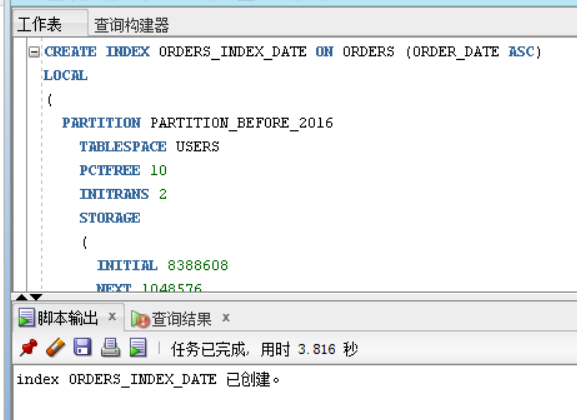 工作表 查询构建器
CREATE INDEX ORDERS_INDEX_DATE ON ORDERS (ORDER_DATE ASC)
LOCAL
(
PARTITION PARTITION_BEFORE_2016
TABLESPACE USERS
PCTFREE 10
INITRANS 2
STORAGE
(
INITIAL 8388608
NEXT 1048576
脚本输出 x 查询结果 x
任务已完成, 用时 3.816 秒
index ORDERS_INDEX_DATE 已创建。